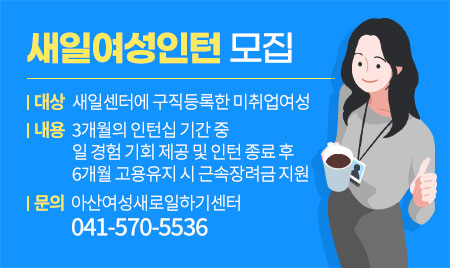 새일여성인턴 모집
대상 새일센터에 구직등록한 미취업여성
내용 3개월의 인턴십 기간 중
일 경험 기회 제공 및 인턴 종료 후
6개월 고용유지 시 근속장려금 지원
문의 아산여성새로일하기센터
041-570-5536